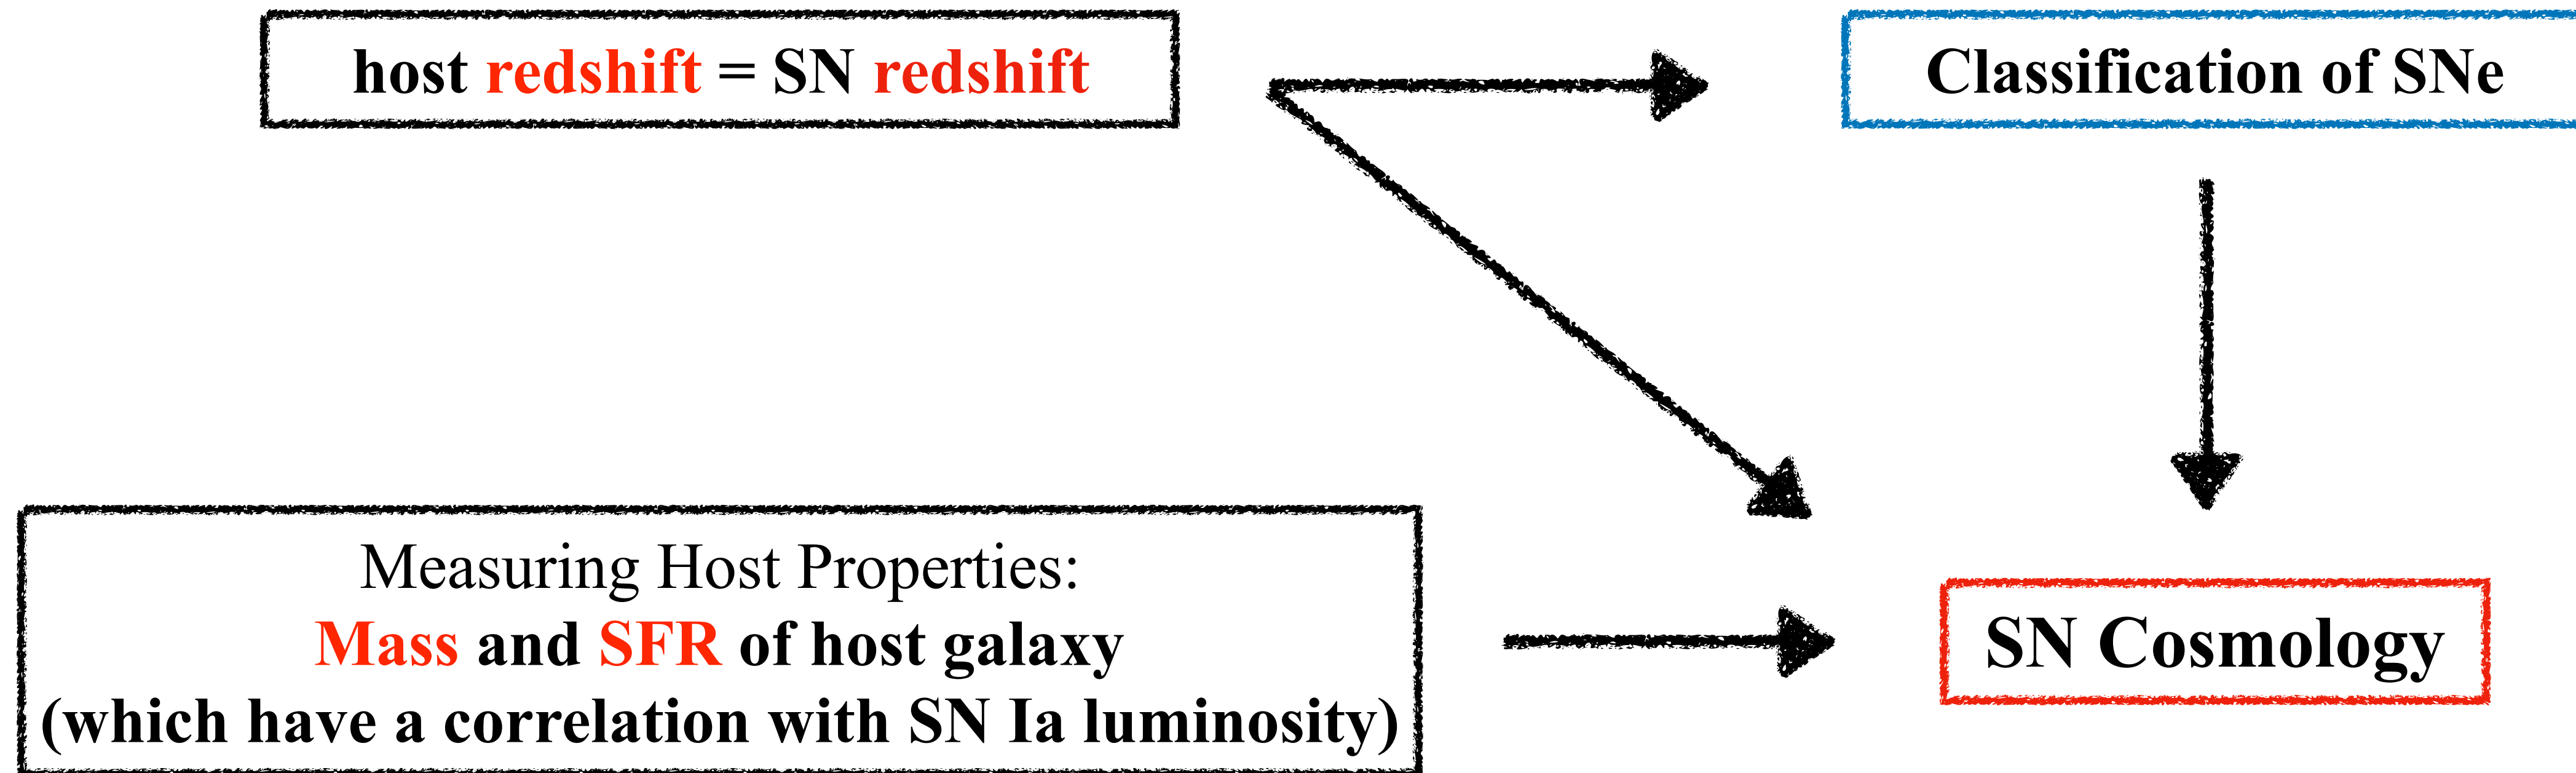 host redshift = SN redshift
Classification of SNe
Measuring Host Properties:
Mass and SFR of host galaxy
(which have a correlation with SN Ia luminosity)
SN Cosmology